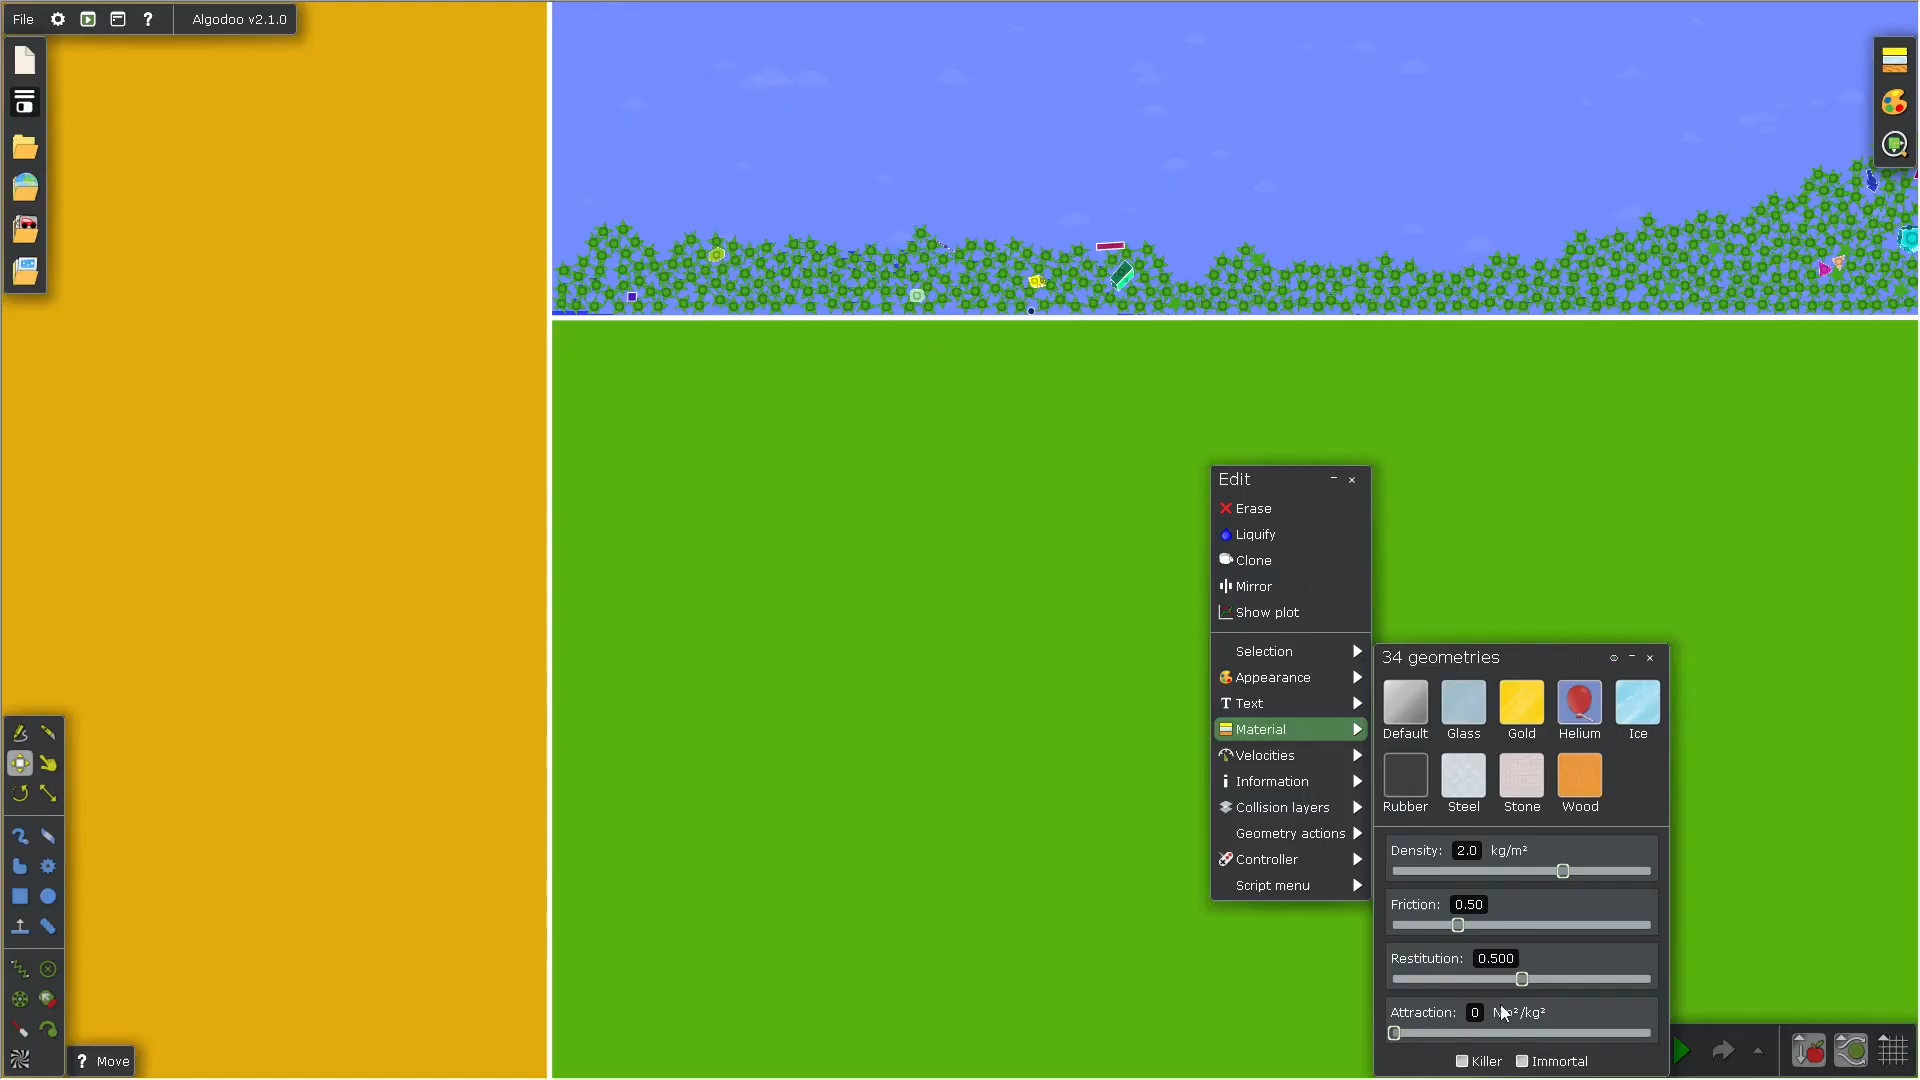 File
Algodoo v2.1.0
Edit
Erase
Liquify
Clone
Mirror
Show plot
Selection
Appearance
Text
Material
Velocities
Information
Collision layers
Geometry actions
Controller
Script menu
34 geometries
Default Glass Gold Helium Ice
Rubber Steel Stone Wood
Density: 2.0 kg/m²
Friction: 0.50
Restitution: 0.500
Attraction: 0
Killer Immortal
? Move